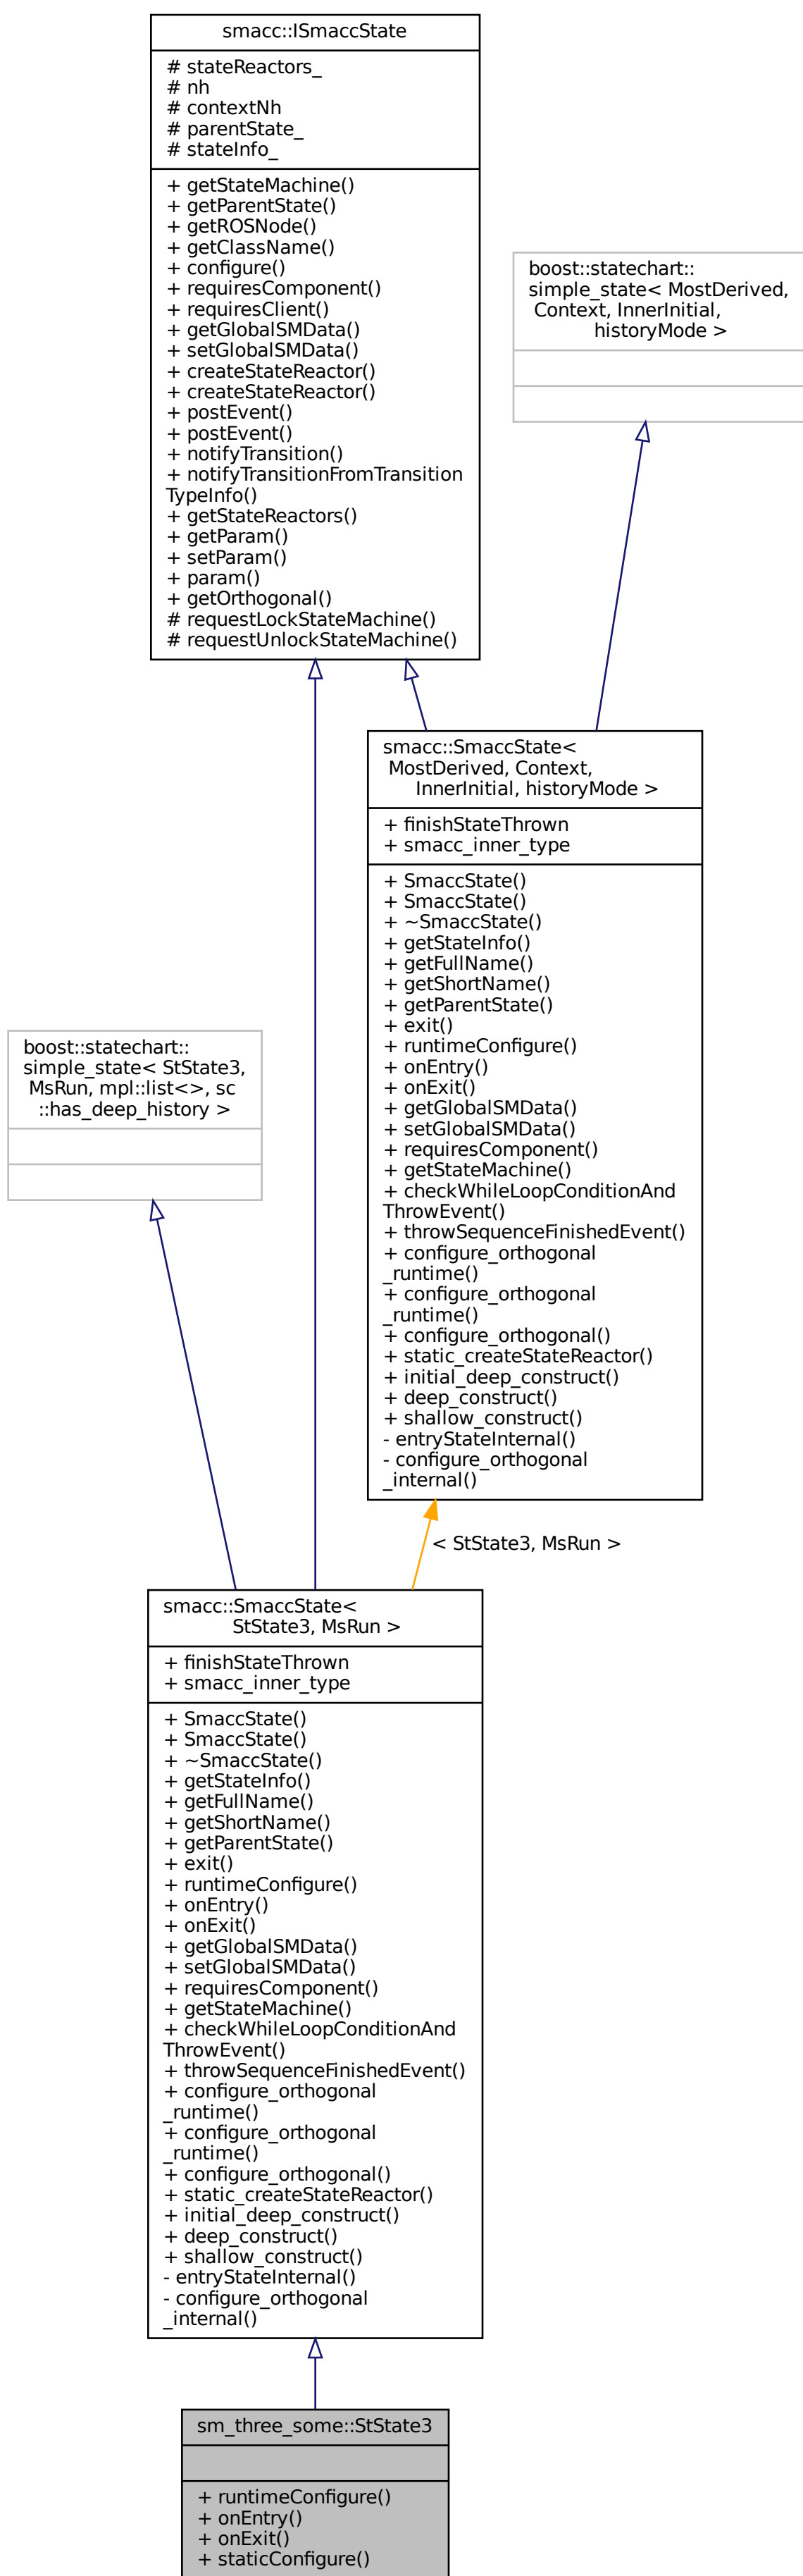 smacc::ISmaccState
# stateReactors_
# nh
# contextNh
# parentState_
# stateInfo_
+ getStateMachine()
+ getParentState()
+ getROSNode()
+ getClassName()
+ configure()
+ requiresComponent()
+ requiresClient()
+ getGlobalSMData()
+ setGlobalSMData()
+ createStateReactor()
+ createStateReactor()
+ postEvent()
+ postEvent()
+ notifyTransition()
+ notifyTransitionFromTransition
TypeInfo()
+ getStateReactors()
+ getParam()
+ setParam()
+ param()
+ getOrthogonal()
# requestLockStateMachine()
# requestUnlockStateMachine()
boost::statechart::
simple_state< MostDerived,
Context, InnerInitial,
historyMode >
smacc::SmaccState<
MostDerived, Context,
InnerInitial, historyMode >
+ finishStateThrown
+ smacc_inner_type
+ SmaccState()
+ SmaccState()
+ ~SmaccState()
+ getStateInfo()
+ getFullName()
+ getShortName()
+ getParentState()
+ exit()
+ runtimeConfigure()
+ onEntry()
+ onExit()
+ getGlobalSMData()
+ setGlobalSMData()
+ requiresComponent()
+ getStateMachine()
+ checkWhileLoopConditionAnd
ThrowEvent()
+ throwSequenceFinishedEvent()
+ configure_orthogonal
_runtime()
+ configure_orthogonal
_runtime()
+ configure_orthogonal()
+ static_createStateReactor()
+ initial_deep_construct()
+ deep_construct()
+ shallow_construct()
- entryStateInternal()
- configure_orthogonal
_internal()
boost::statechart::
simple_state< StState3,
MsRun, mpl::list<>, sc
::has_deep_history >
< StState3, MsRun >
smacc::SmaccState<
StState3, MsRun >
+ finishStateThrown
+ smacc_inner_type
+ SmaccState()
+ SmaccState()
+ ~SmaccState()
+ getStateInfo()
+ getFullName()
+ getShortName()
+ getParentState()
+ exit()
+ runtimeConfigure()
+ onEntry()
+ onExit()
+ getGlobalSMData()
+ setGlobalSMData()
+ requiresComponent()
+ getStateMachine()
+ checkWhileLoopConditionAnd
ThrowEvent()
+ throwSequenceFinishedEvent()
+ configure_orthogonal
_runtime()
+ configure_orthogonal
_runtime()
+ configure_orthogonal()
+ static_createStateReactor()
+ initial_deep_construct()
+ deep_construct()
+ shallow_construct()
- entryStateInternal()
- configure_orthogonal
_internal()
sm_three_some::StState3
+ runtimeConfigure()
+ onEntry()
+ onExit()
+ staticConfigure()